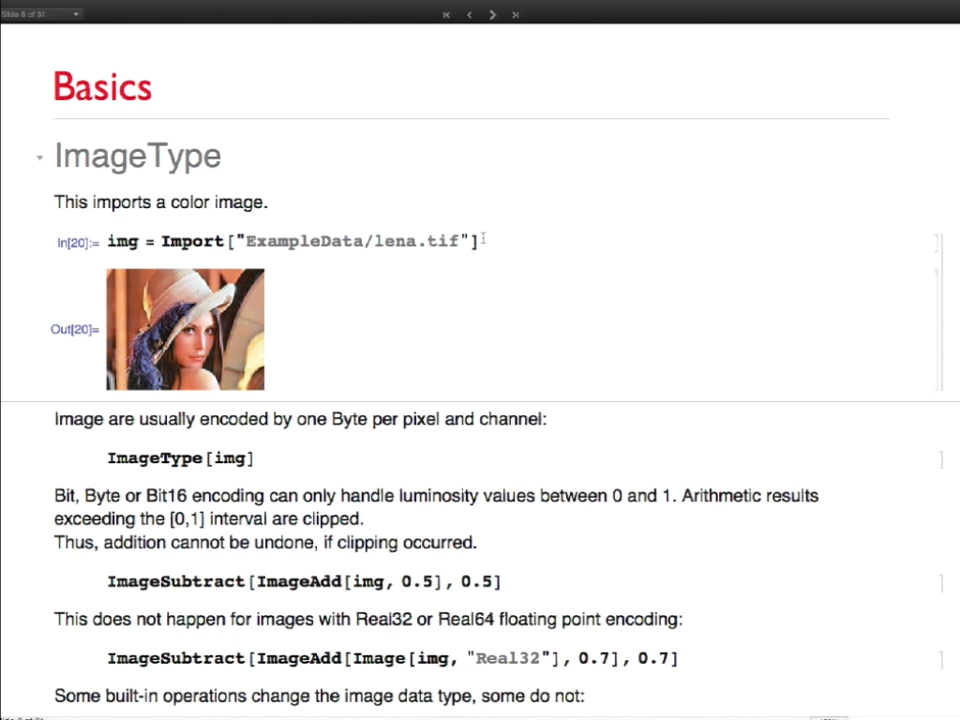 Slide 8 of 31
Basics
ImageType
This imports a color image.
In[20]:= img = Import["ExampleData/lena.tif"]
Out[20]=
Image are usually encoded by one Byte per pixel and channel:
ImageType[img]
Bit, Byte or Bit16 encoding can only handle luminosity values between 0 and 1. Arithmetic results
exceeding the [0,1] interval are clipped.
Thus, addition cannot be undone, if clipping occurred.
ImageSubtract[ImageAdd[img, 0.5], 0.5]
This does not happen for images with Real32 or Real64 floating point encoding:
ImageSubtract[ImageAdd[Image[img, "Real32"], 0.7], 0.7]
Some built-in operations change the image data type, some do not: